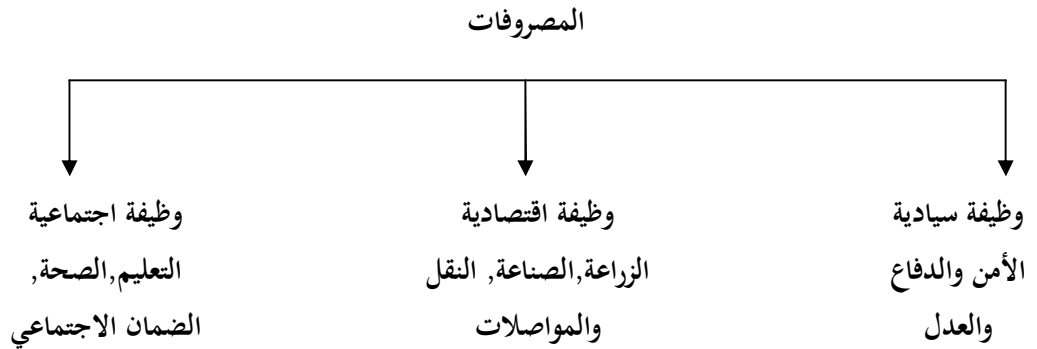 المصروفات
وظيفة سيادية
الأمن والدفاع
والعدل
وظيفة اقتصادية
الزراعة,الصناعة, النقل
والمواصلات
وظيفة اجتماعية
التعليم,الصحة,
الضمان الاجتماعي